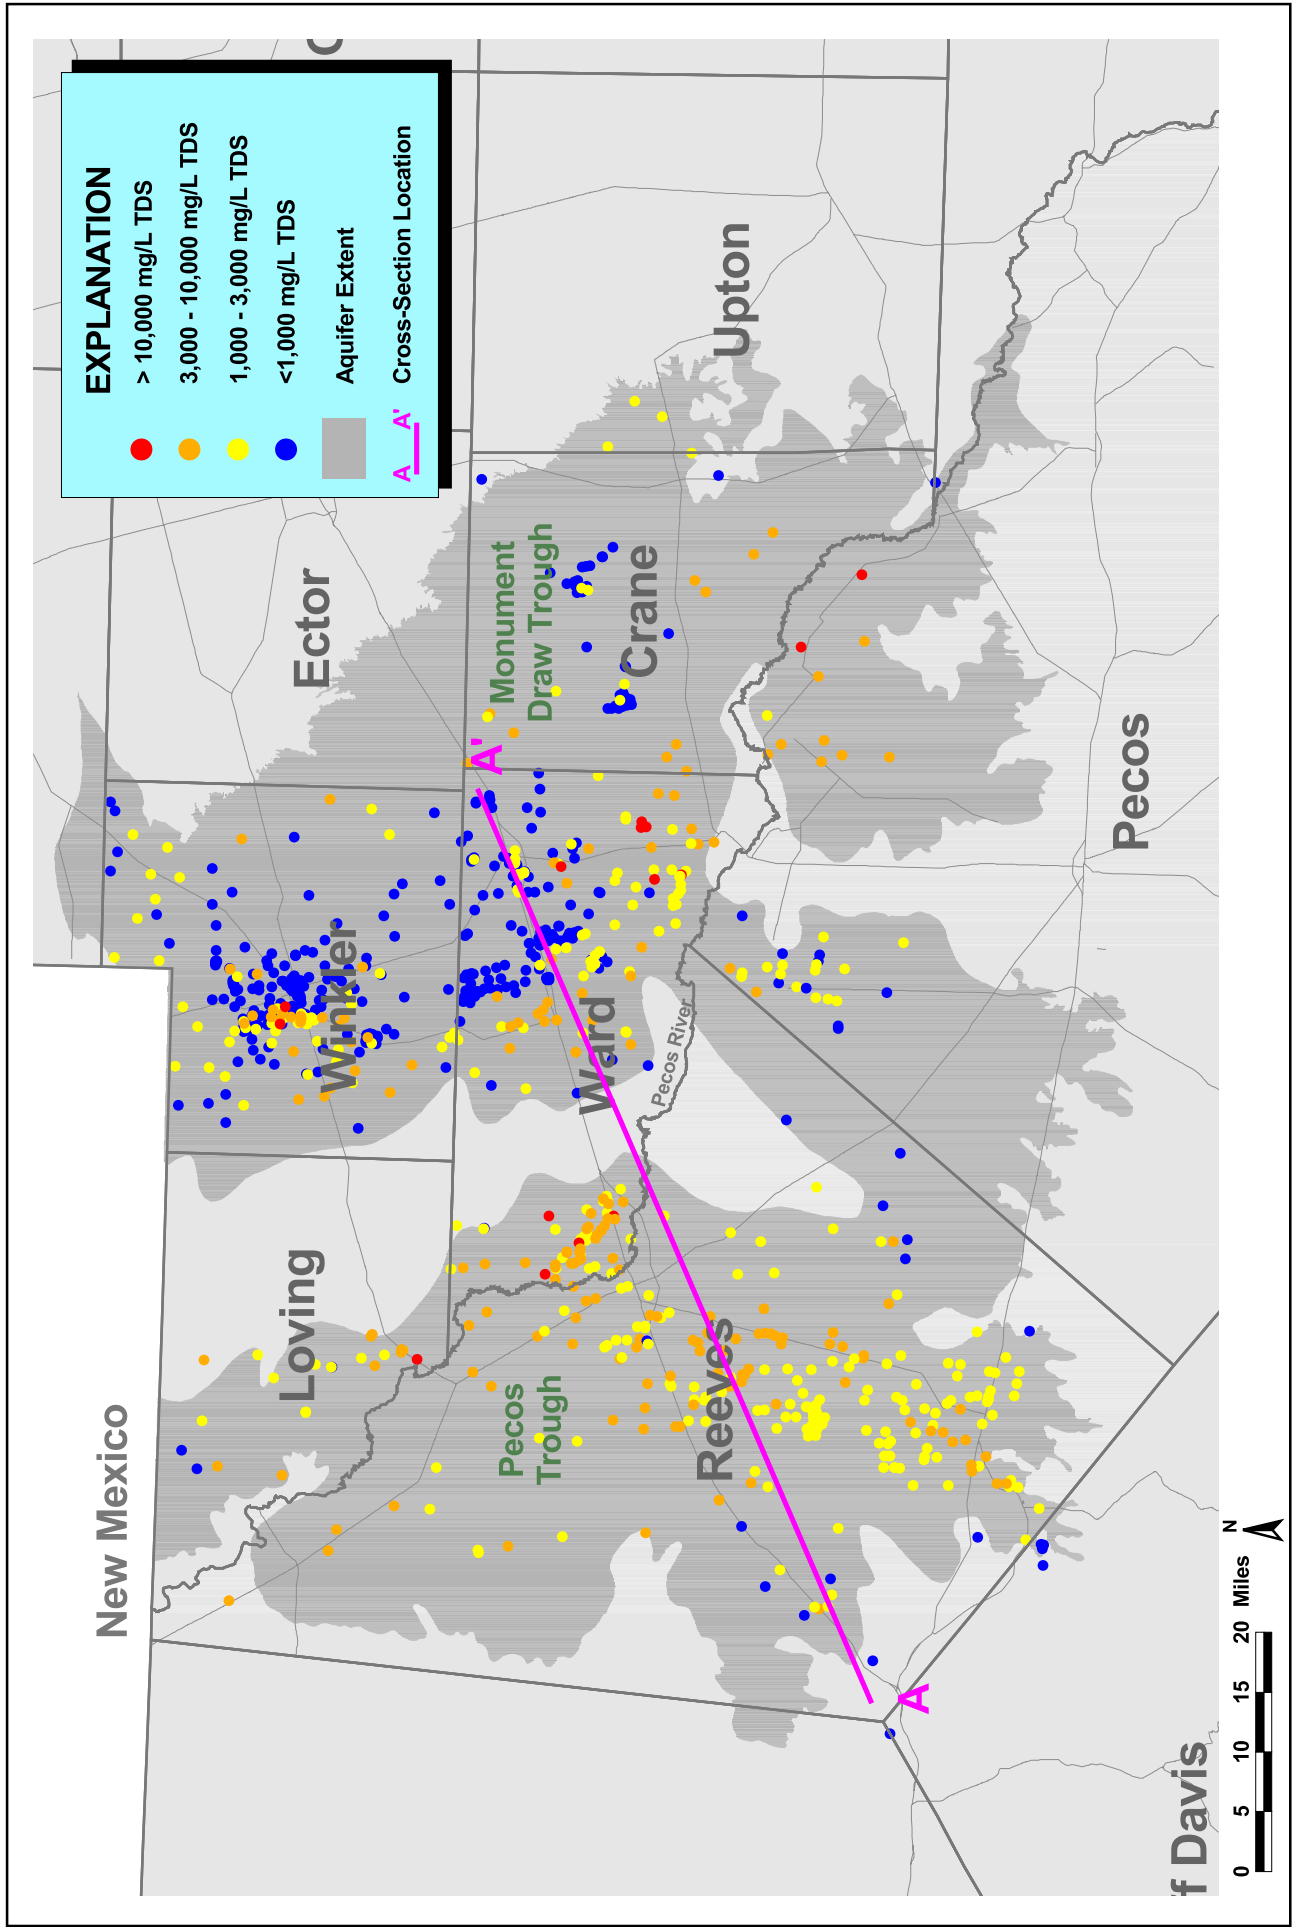 EXPLANATION
> 10,000 mg/L TDS
3,000 - 10,000 mg/L TDS
1,000 - 3,000 mg/L TDS
<1,000 mg/L TDS
Aquifer Extent
A A' Cross-Section Location
New Mexico
Loving
Winkler
Ector
C
Pecos
Trough
Ward
Monument
Draw Trough
Crane
Upton
A'
Pecos River
Reeves
A
Pecos
ff Davis
0 5 10 15 20 Miles
N